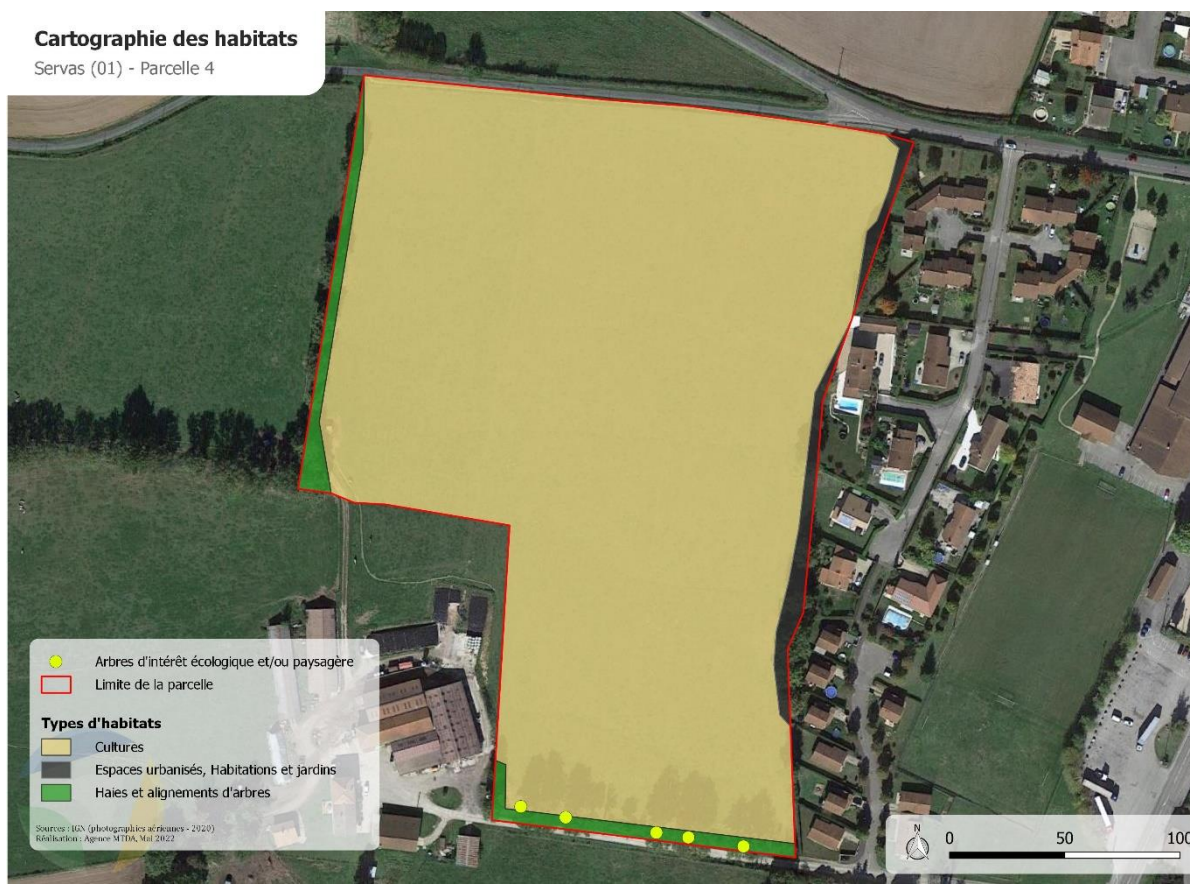 Cartographie des habitats
Servas (01) - Parcelle 4
Arbres d'intérêt écologique et/ou paysagère
Limite de la parcelle
Types d'habitats
Cultures
Espaces urbanisés, Habitations et jardins
Haies et alignements d'arbres
Sources : IGN (photographies aériennes - 2020)
Réalisation : Agence MTDA, Mai 2022
N
0 50 100